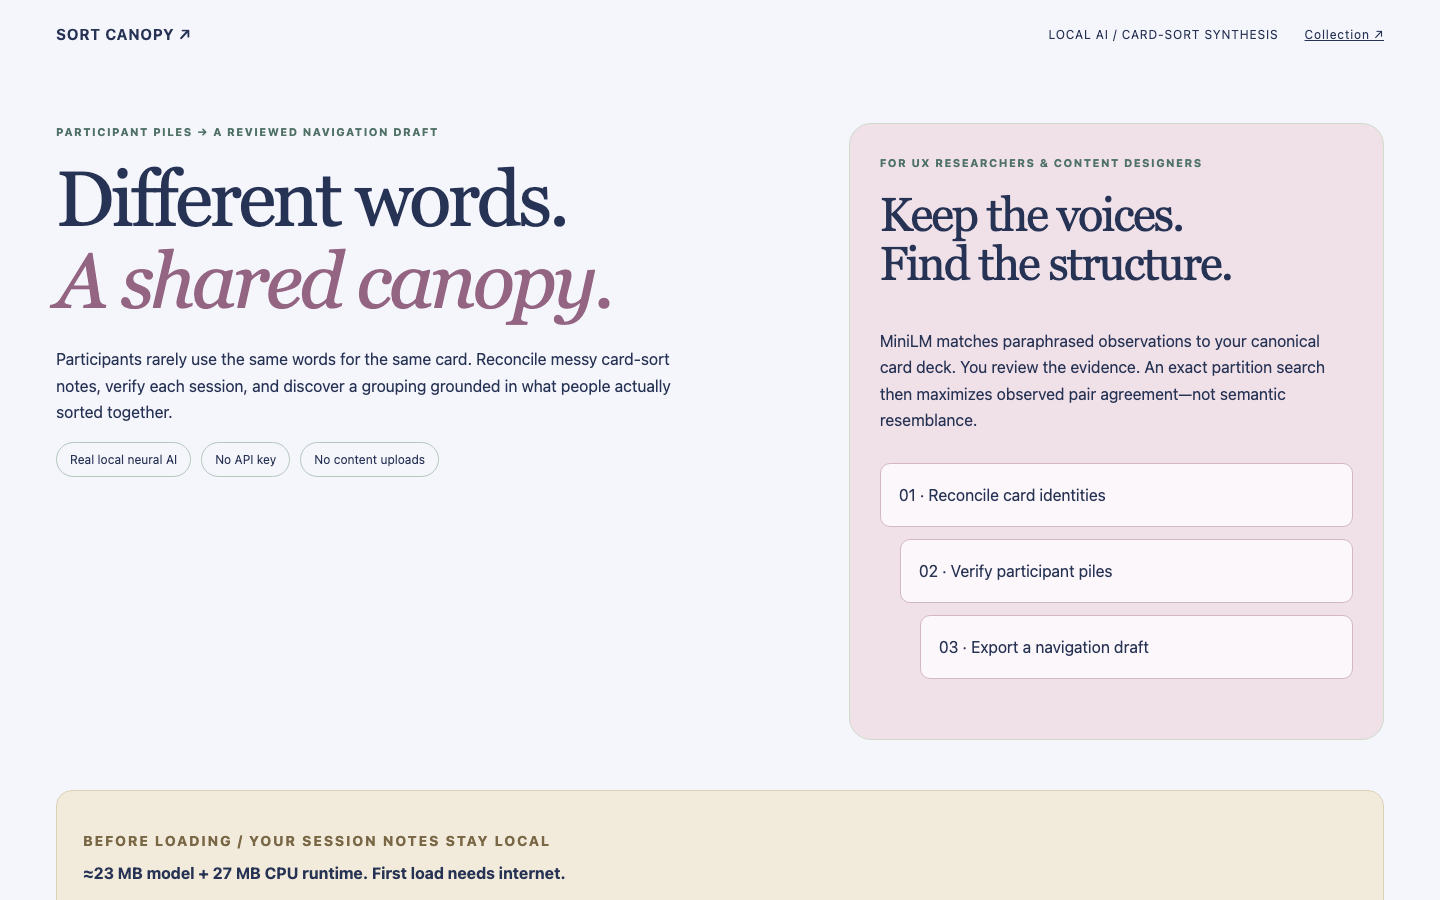 SORT CANOPY ↗
LOCAL AI / CARD-SORT SYNTHESIS
Collection ↗
PARTICIPANT PILES → A REVIEWED NAVIGATION DRAFT
Different words.
A shared canopy.
Participants rarely use the same words for the same card. Reconcile messy card-sort
notes, verify each session, and discover a grouping grounded in what people actually
sorted together.
Real local neural AI
No API key
No content uploads
FOR UX RESEARCHERS & CONTENT DESIGNERS
Keep the voices.
Find the structure.
MiniLM matches paraphrased observations to your canonical
card deck. You review the evidence. An exact partition search
then maximizes observed pair agreement—not semantic
resemblance.
01 · Reconcile card identities
02 · Verify participant piles
03 · Export a navigation draft
BEFORE LOADING / YOUR SESSION NOTES STAY LOCAL
≈23 MB model + 27 MB CPU runtime. First load needs internet.